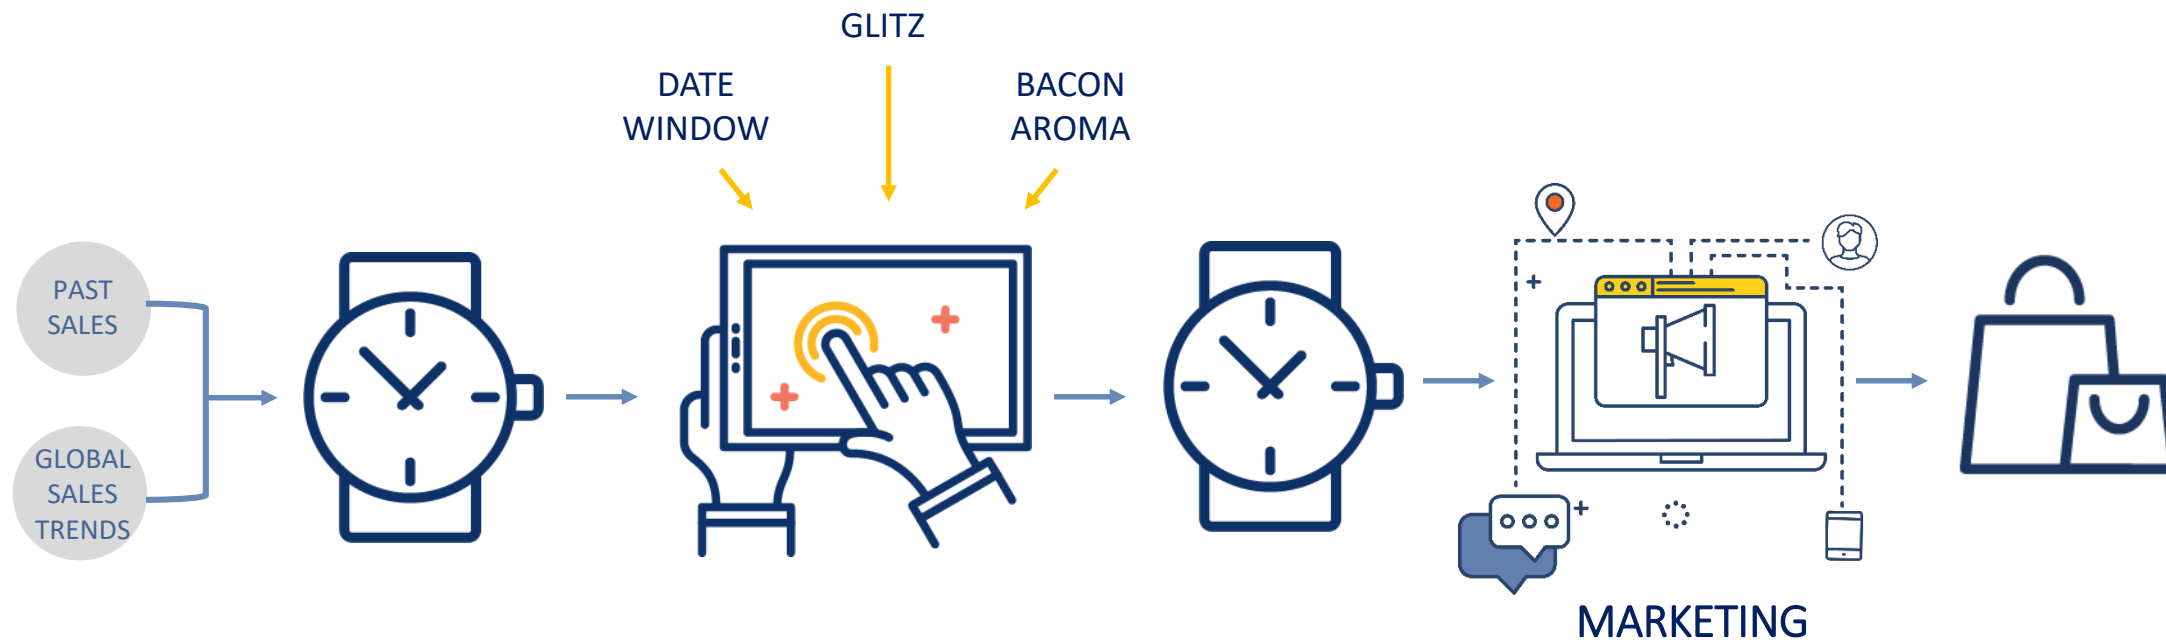 GLITZ
DATE
WINDOW
BACON
AROMA
PAST
SALES
GLOBAL
SALES
TRENDS
MARKETING